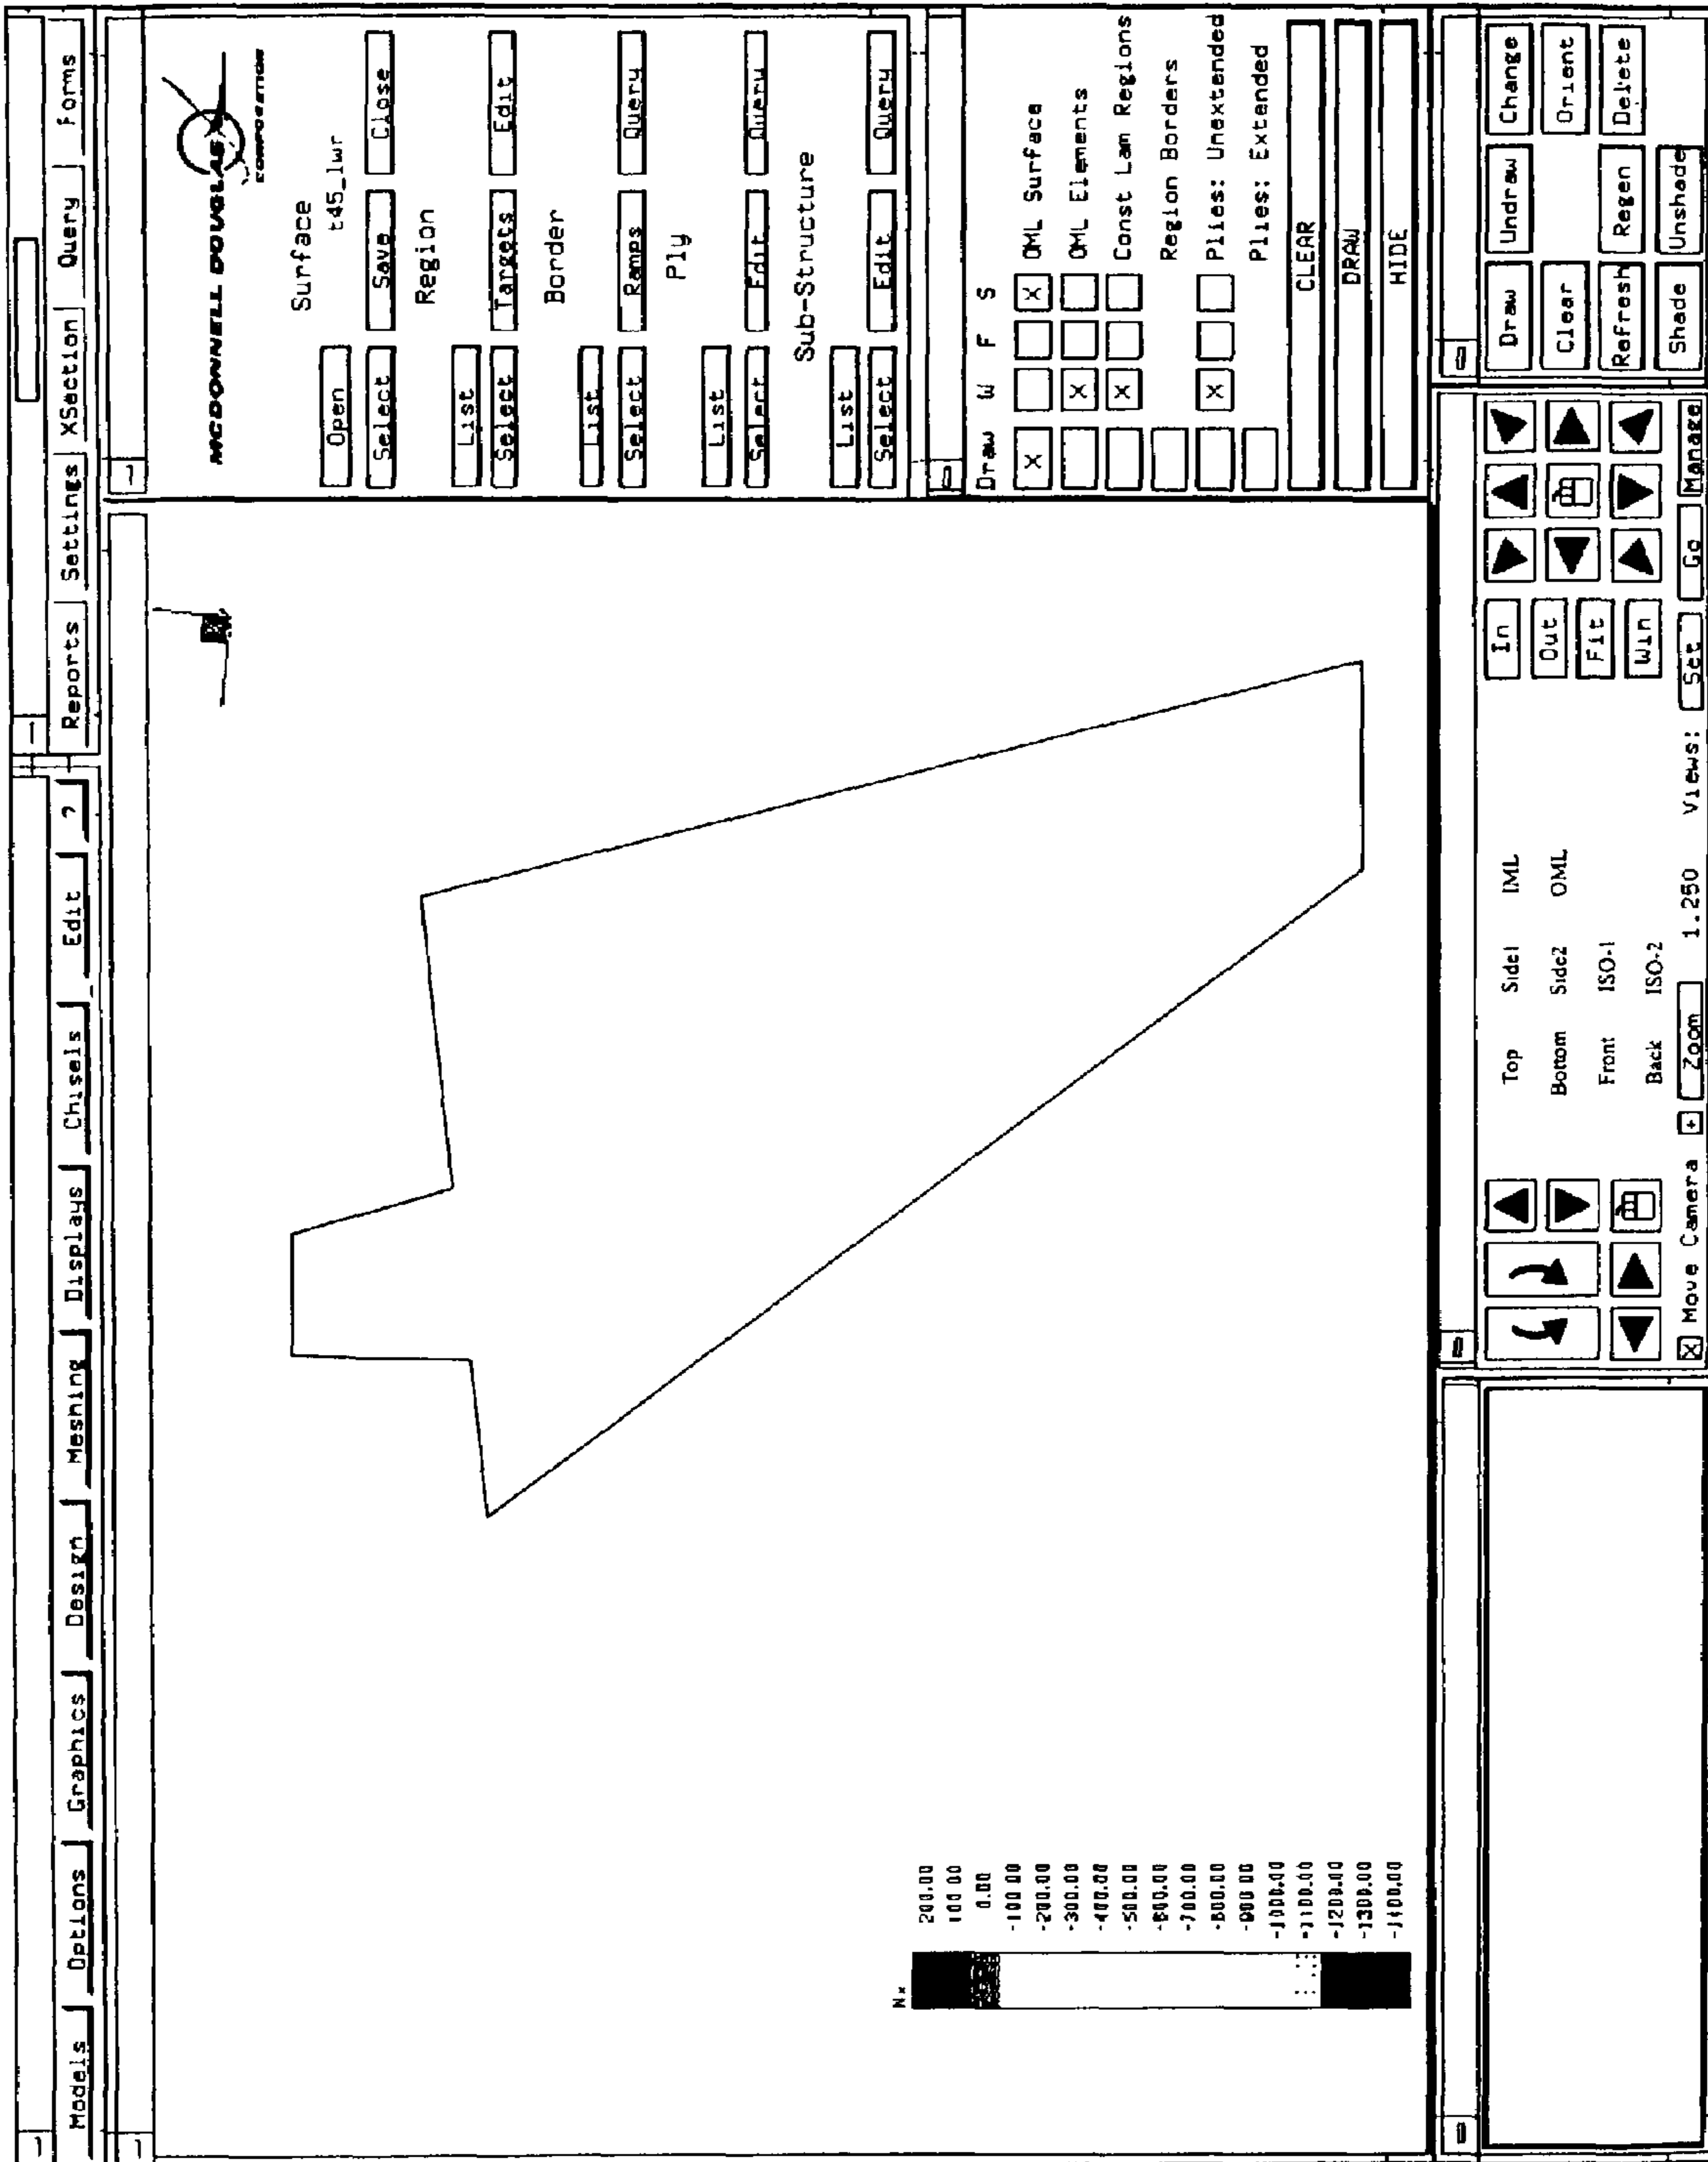 Models Options Graphics Design Meshing Displays Chisels Edit ?
Reports Settings XSection Query Forms
MCDONNELL DOUGLAS
CORPORATION
Surface
Open t45_lwr
Select Save Close
Region
List
Select Targets Edit
Border
List
Select Ramps Query
Ply
List
Select Edit Query
Sub-Structure
List
Select Edit Query
Draw W F S
X X OML Surface
X OML Elements
X Const Lam Regions
Region Borders
X Plies: Unextended
Plies: Extended
CLEAR
DRAW
HIDE
Nx
200.00
100.00
0.00
-100.00
-200.00
-300.00
-400.00
-500.00
-600.00
-700.00
-800.00
-900.00
-1000.00
-1100.00
-1200.00
-1300.00
-1400.00
Top Side1 IML
Bottom Side2 OML
Front ISO-1
Back ISO-2
In
Out
Fit
Win
X Move Camera + Zoom 1.250 Views: Set Go Manage
Draw Undraw Change
Clear Orient
Refresh Regen Delete
Shade Unshade